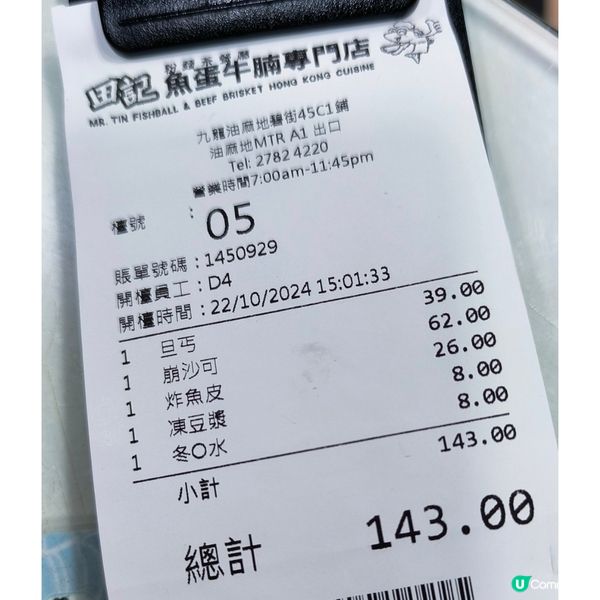 田記 魚蛋牛腩專門店
MR. TIN FISHBALL & BEEF BRISKET HONG KONG CUISINE
九龍油麻地碧街45C1鋪
油麻地MTR A1 出口
Tel: 2782 4220
營業時間7:00am-11:45pm
檯號 : 05
賬單號碼 : 1450929
開檯員工 : D4
開檯時間 : 22/10/2024 15:01:33
1 旦丐 39.00
1 崩沙可 62.00
1 炸魚皮 26.00
1 凍豆漿 8.00
1 冬O水 8.00
小計 143.00
總計 143.00
U